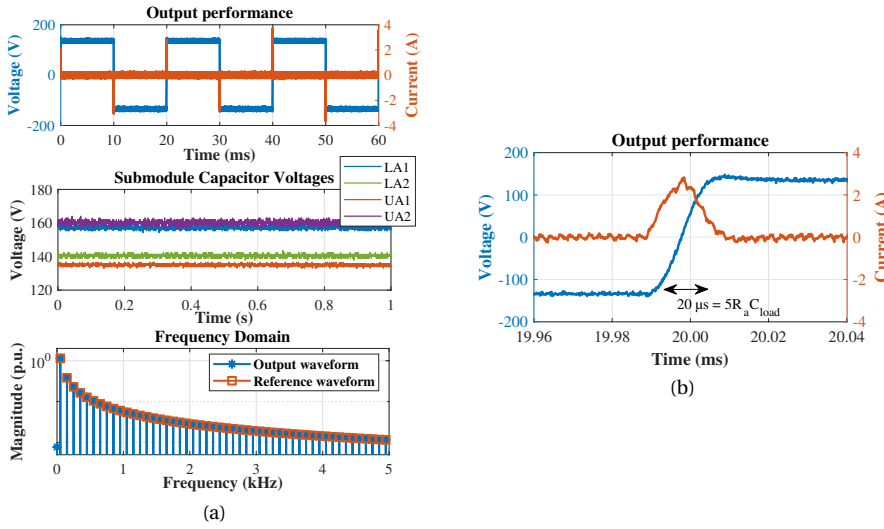 Output performance
200
0
-200
Voltage (V)
4
2
0
-2
-4
Current (A)
0 10 20 30 40 50 60
Time (ms)
Submodule Capacitor Voltages
LA1
LA2
UA1
UA2
180
160
140
120
Voltage (V)
0 0.2 0.4 0.6 0.8 1
Time (s)
Frequency Domain
Output waveform
Reference waveform
10^0
Magnitude (p.u.)
0 1 2 3 4 5
Frequency (kHz)
(a)
Output performance
200
100
0
-100
-200
Voltage (V)
4
2
0
-2
-4
Current (A)
20 µs = 5R_aC_load
19.96 19.98 20.00 20.02 20.04
Time (ms)
(b)